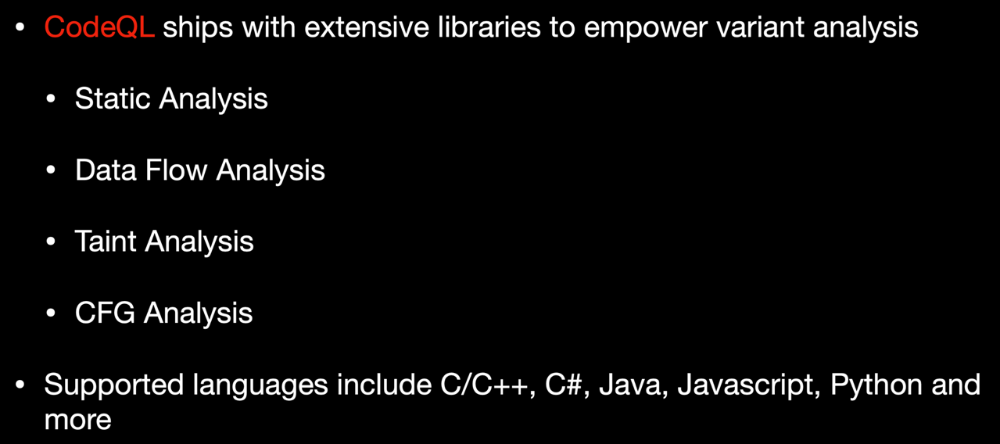 • CodeQL ships with extensive libraries to empower variant analysis
• Static Analysis
• Data Flow Analysis
• Taint Analysis
• CFG Analysis
• Supported languages include C/C++, C#, Java, Javascript, Python and
more